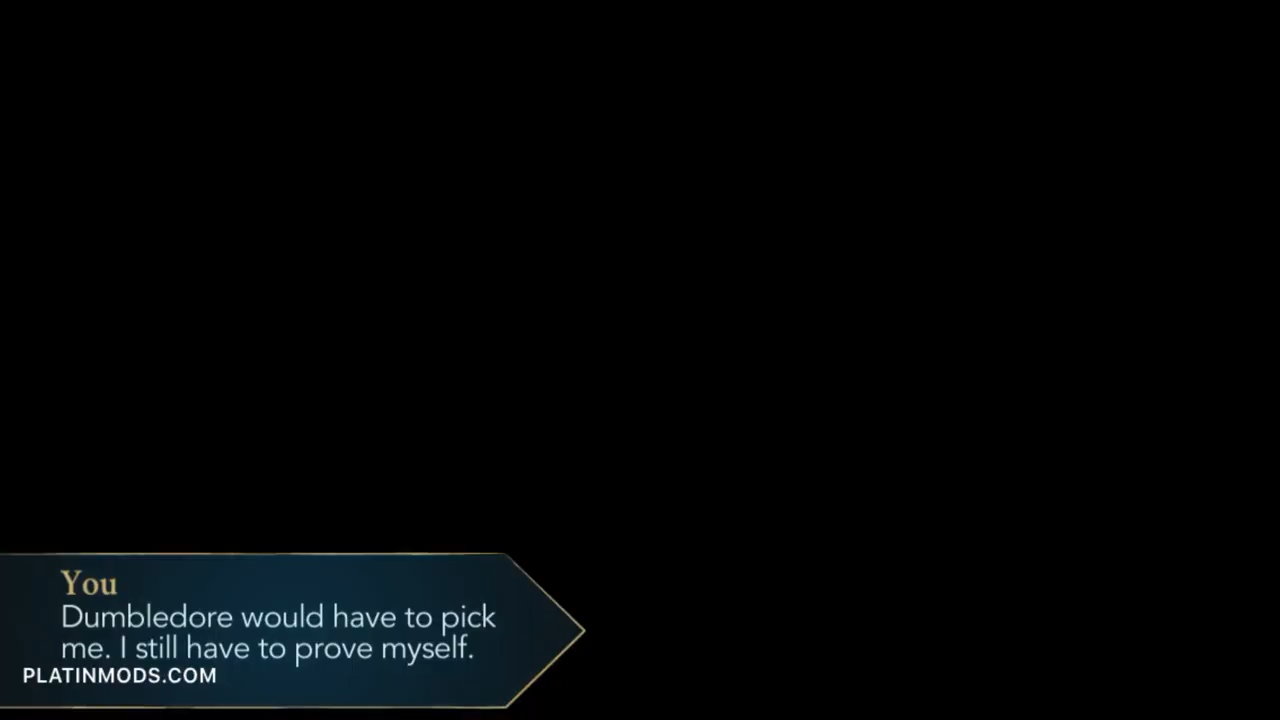 You
Dumbledore would have to pick
me. I still have to prove myself.
PLATINMODS.COM